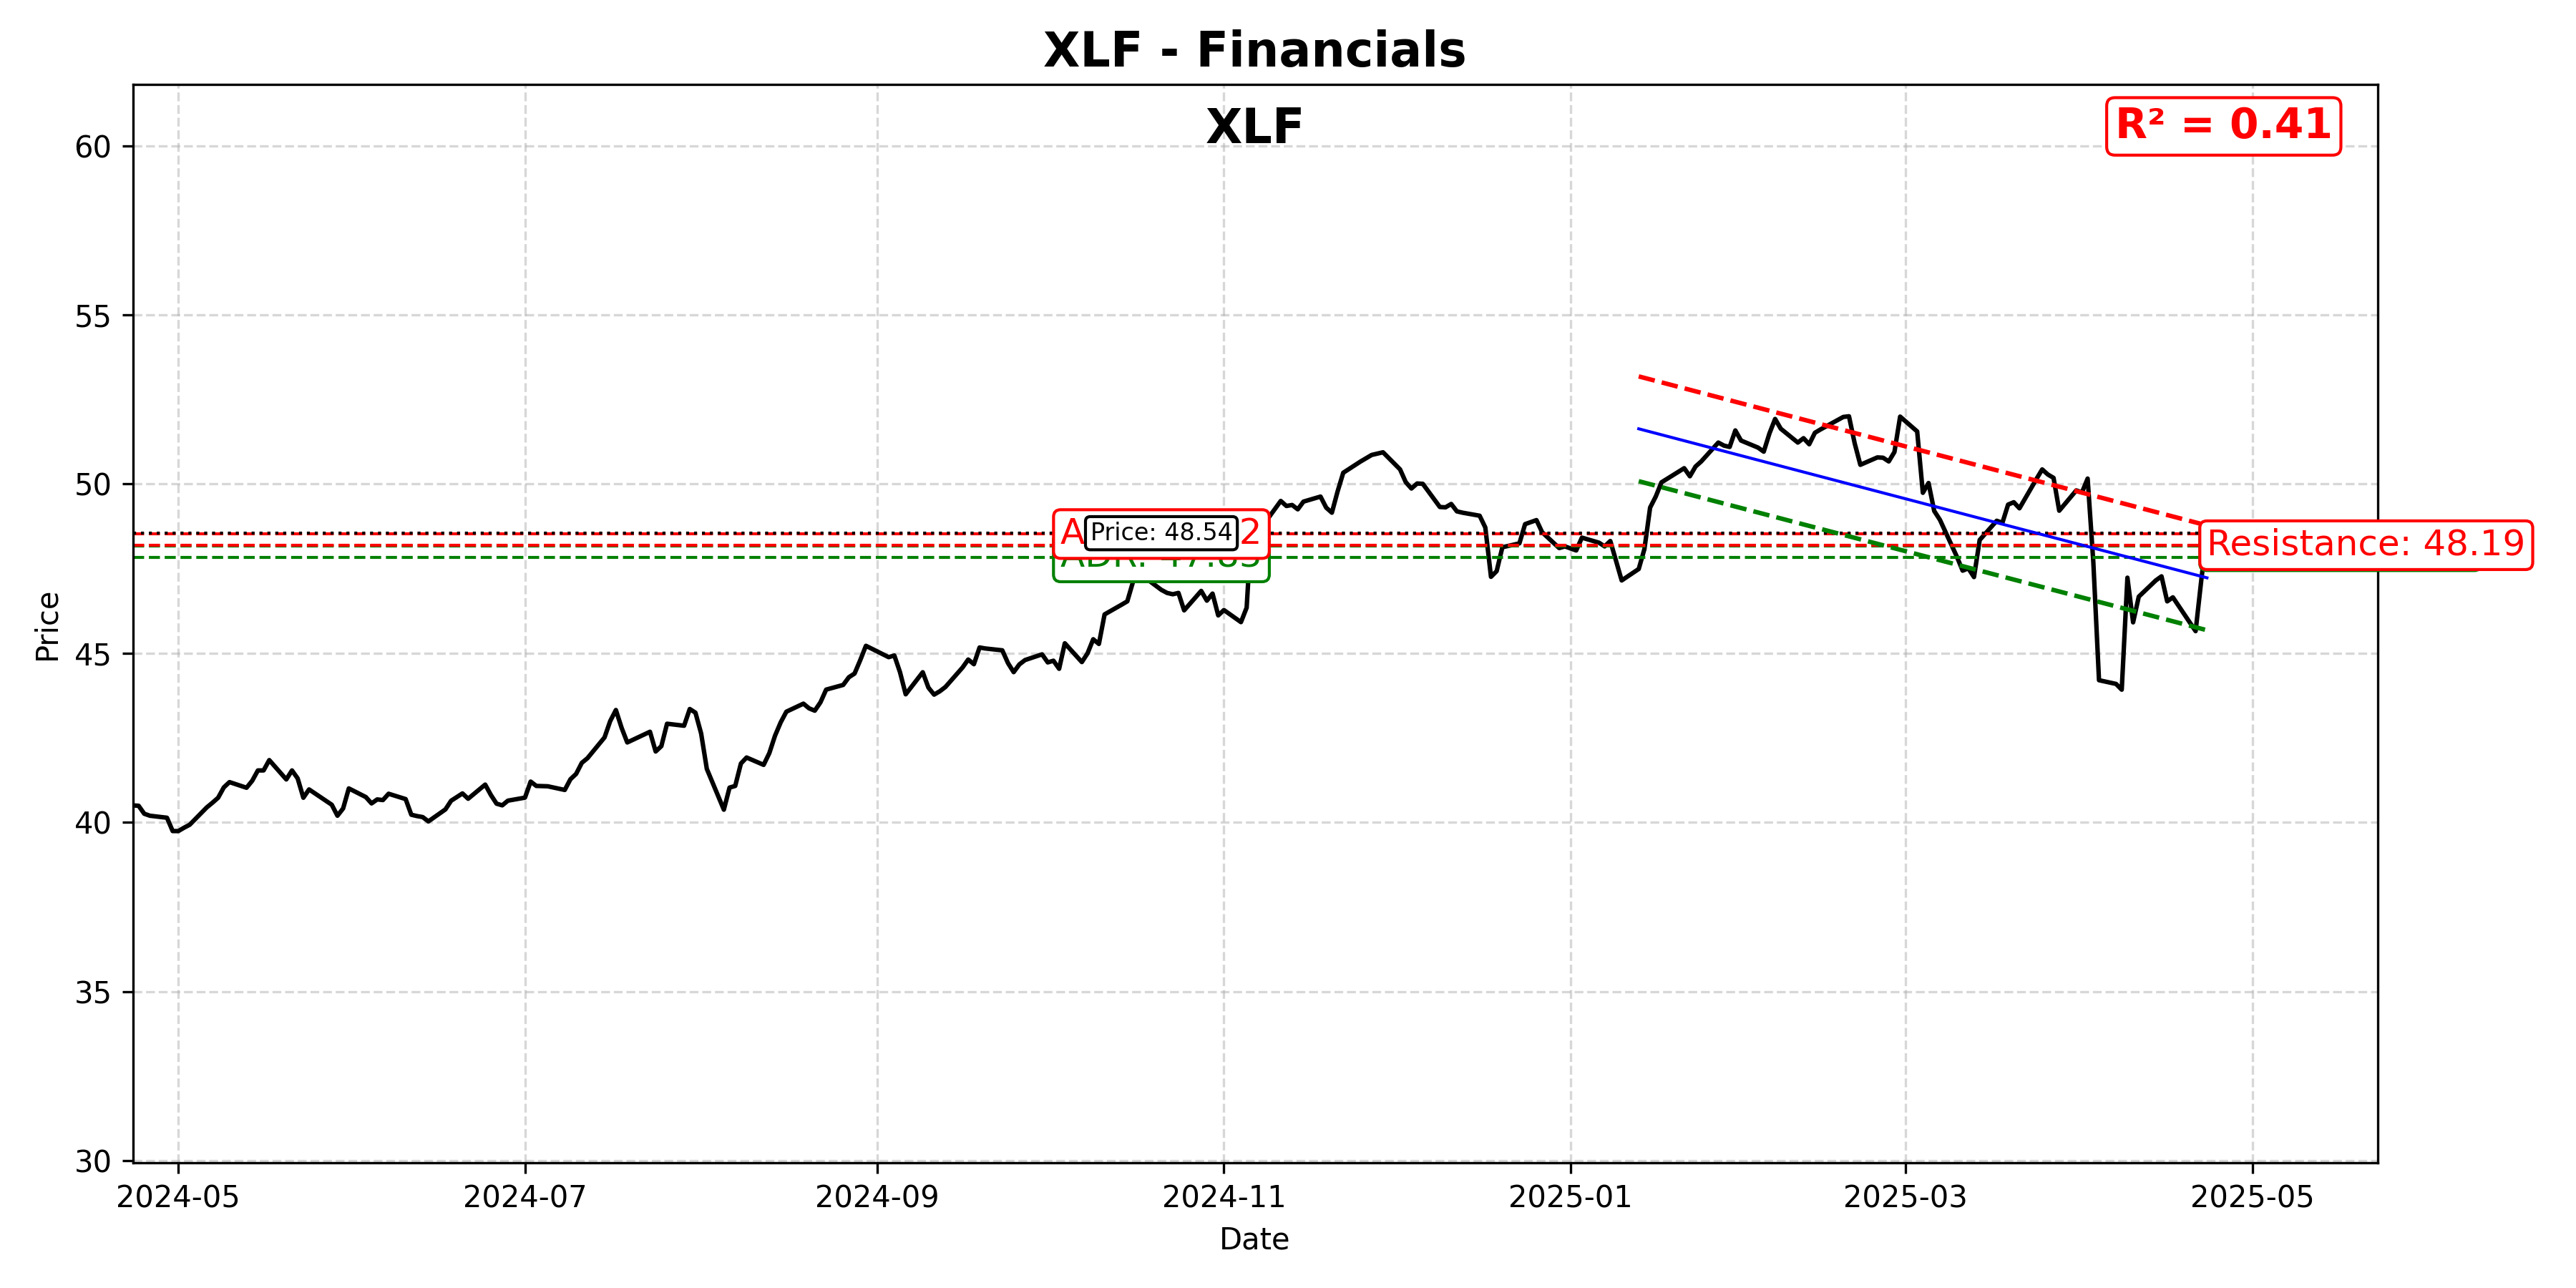 XLF - Financials
XLF
R² = 0.41
60
55
50
45
40
35
30
Price
Price: 48.54
Resistance: 48.19
2024-05
2024-07
2024-09
2024-11
2025-01
2025-03
2025-05
Date